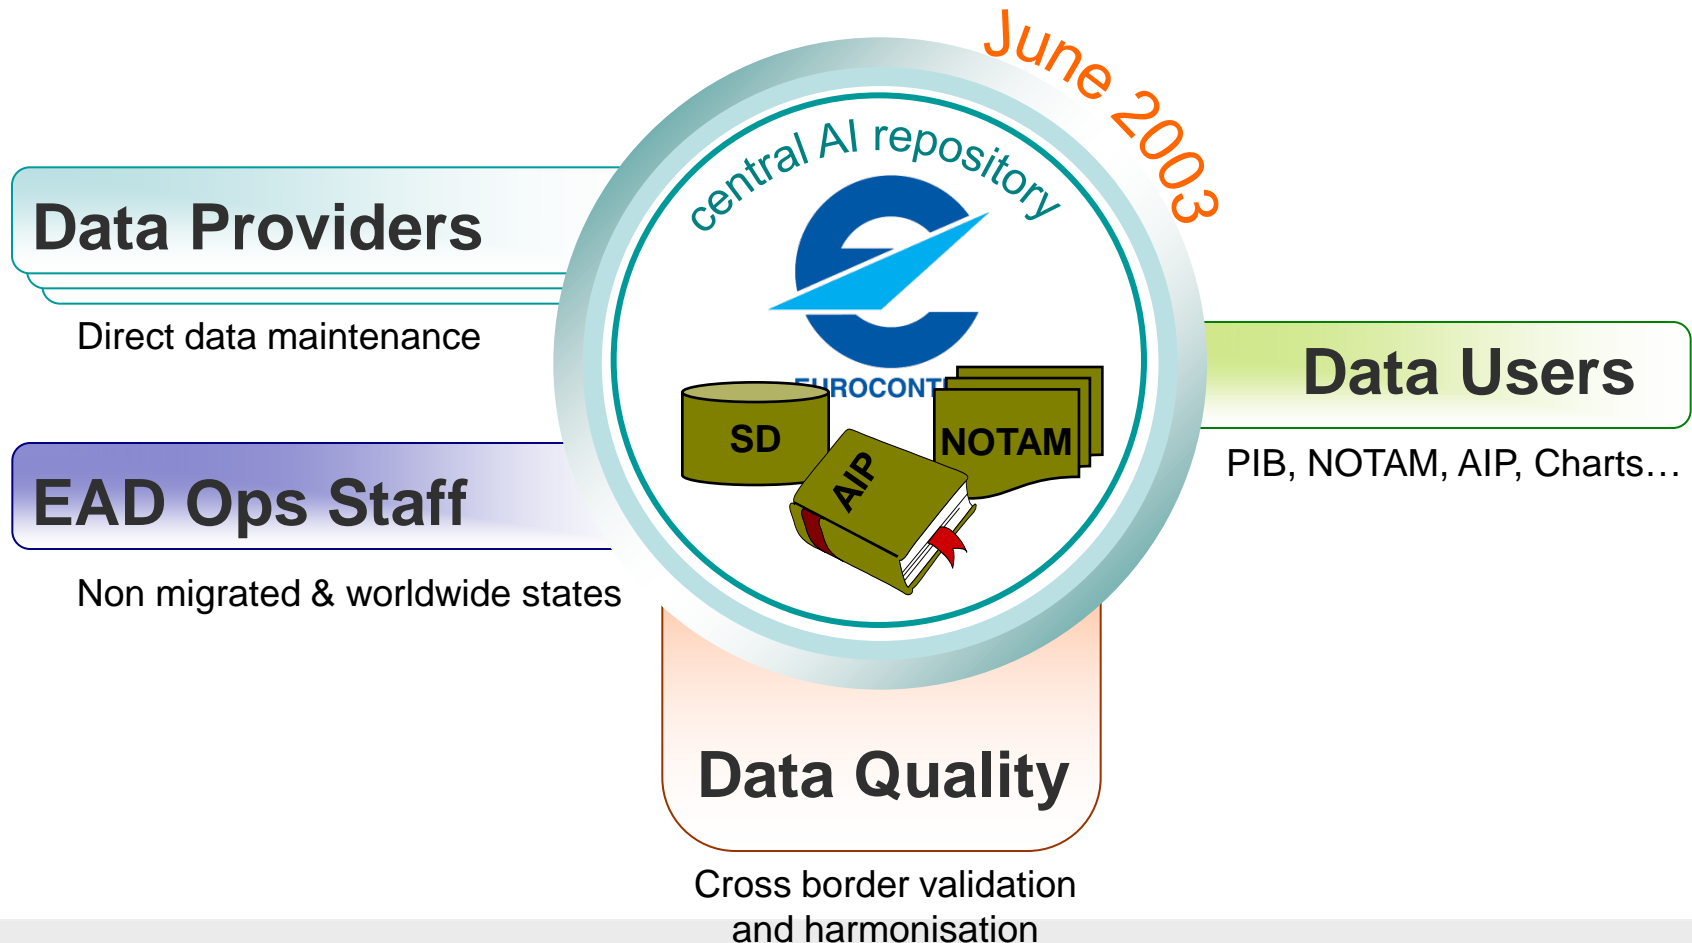 June 2003
central AI repository
Data Providers
Direct data maintenance
EUROCONT
SD
NOTAM
AIP
Data Users
PIB, NOTAM, AIP, Charts…
EAD Ops Staff
Non migrated & worldwide states
Data Quality
Cross border validation
and harmonisation